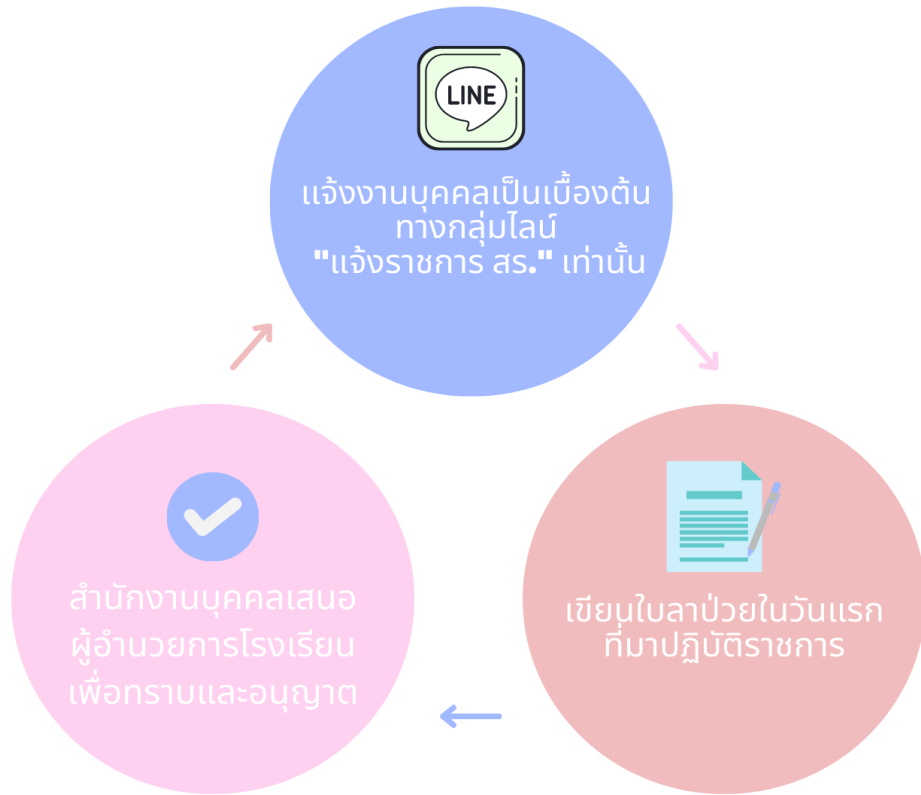 LINE
แจ้งงานบุคคลเป็นเบื้องต้น
ทางกลุ่มไลน์
"แจ้งราชการ สร." เท่านั้น
เขียนใบลาป่วยในวันแรก
ที่มาปฏิบัติราชการ
สำนักงานบุคคลเสนอ
ผู้อำนวยการโรงเรียน
เพื่อทราบและอนุญาต